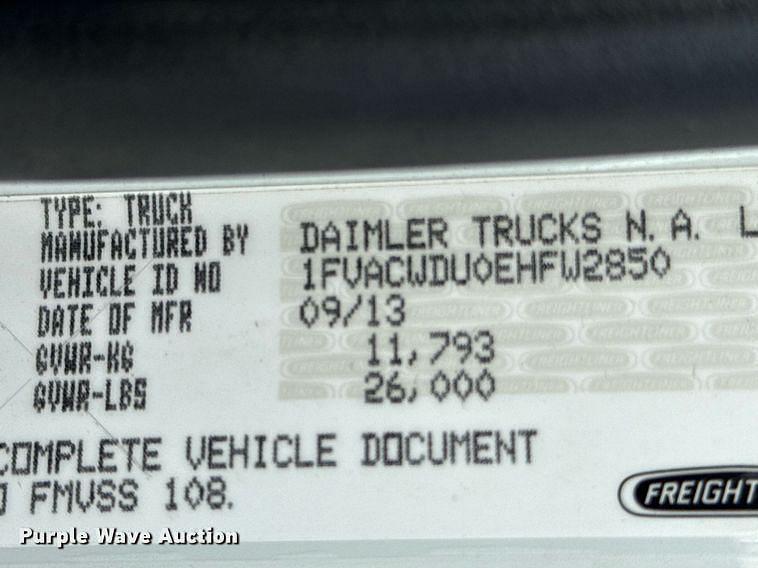 TYPE: TRUCK
MANUFACTURED BY DAIMLER TRUCKS N.A. L
VEHICLE ID NO 1FVACWDU0EHFW2850
DATE OF MFR 09/13
GVWR-KG 11,793
GVWR-LBS 26,000
COMPLETE VEHICLE DOCUMENT
FMVSS 108.
FREIGHT
Purple Wave Auction